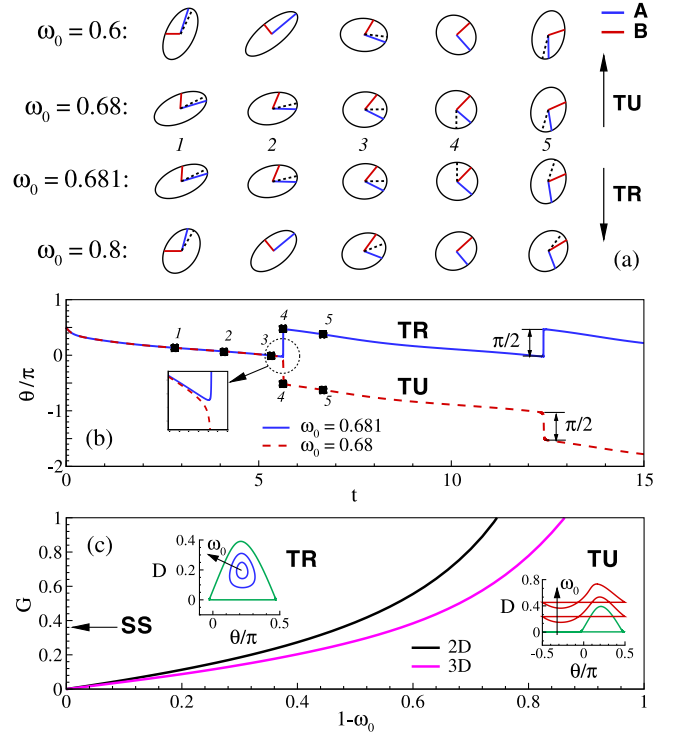 ω₀ = 0.6:
A
B
ω₀ = 0.68:
TU
1 2 3 4 5
ω₀ = 0.681:
TR
ω₀ = 0.8:
(a)
1
0
-1
-2
θ/π
1 2 3 4 5
TR
π/2
TU
4 5
π/2
(b)
ω₀ = 0.681
ω₀ = 0.68
0 5 10 15
t
1
0.8
0.6
0.4
0.2
0
G
(c)
ω₀
D
0.4
0.2
0
0 0.5
θ/π
TR
TU
SS
0.8
D
0.4
0
ω₀
-0.5 0 0.5
θ/π
2D
3D
0 0.2 0.4 0.6 0.8 1
1-ω₀